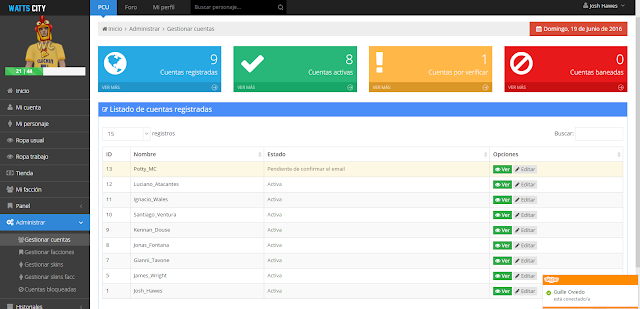 WATTS CITY
PCU
Foro
Mi perfil
Buscar personaje...
Josh Hawes
Inicio > Administrar > Gestionar cuentas
Domingo, 19 de Junio de 2016
9
Cuentas registradas
VER MÁS
8
Cuentas activas
VER MÁS
1
Cuentas por verificar
VER MÁS
0
Cuentas baneadas
VER MÁS
Inicio
Mi cuenta
Mi personaje
Ropa usual
Ropa trabajo
Tienda
Mi facción
Panel
Administrar
Gestionar cuentas
Gestionar facciones
Gestionar skins
Gestionar skins facc
Cuentas bloqueadas
Historiales
Listado de cuentas registradas
15 registros
Buscar:
ID Nombre Estado Opciones
13 Potty_MC Pendiente de confirmar el email Ver Editar
12 Luziano_Atacantes Activa Ver Editar
11 Ignacio_Wales Activa Ver Editar
10 Santiago_Ventura Activa Ver Editar
9 Kennan_Douse Activa Ver Editar
8 Jonas_Fontana Activa Ver Editar
7 Gianni_Tavone Activa Ver Editar
5 James_Wright Activa Ver Editar
1 Josh_Hawes Activa Ver Editar
Guille Oviedo
está conectado/a